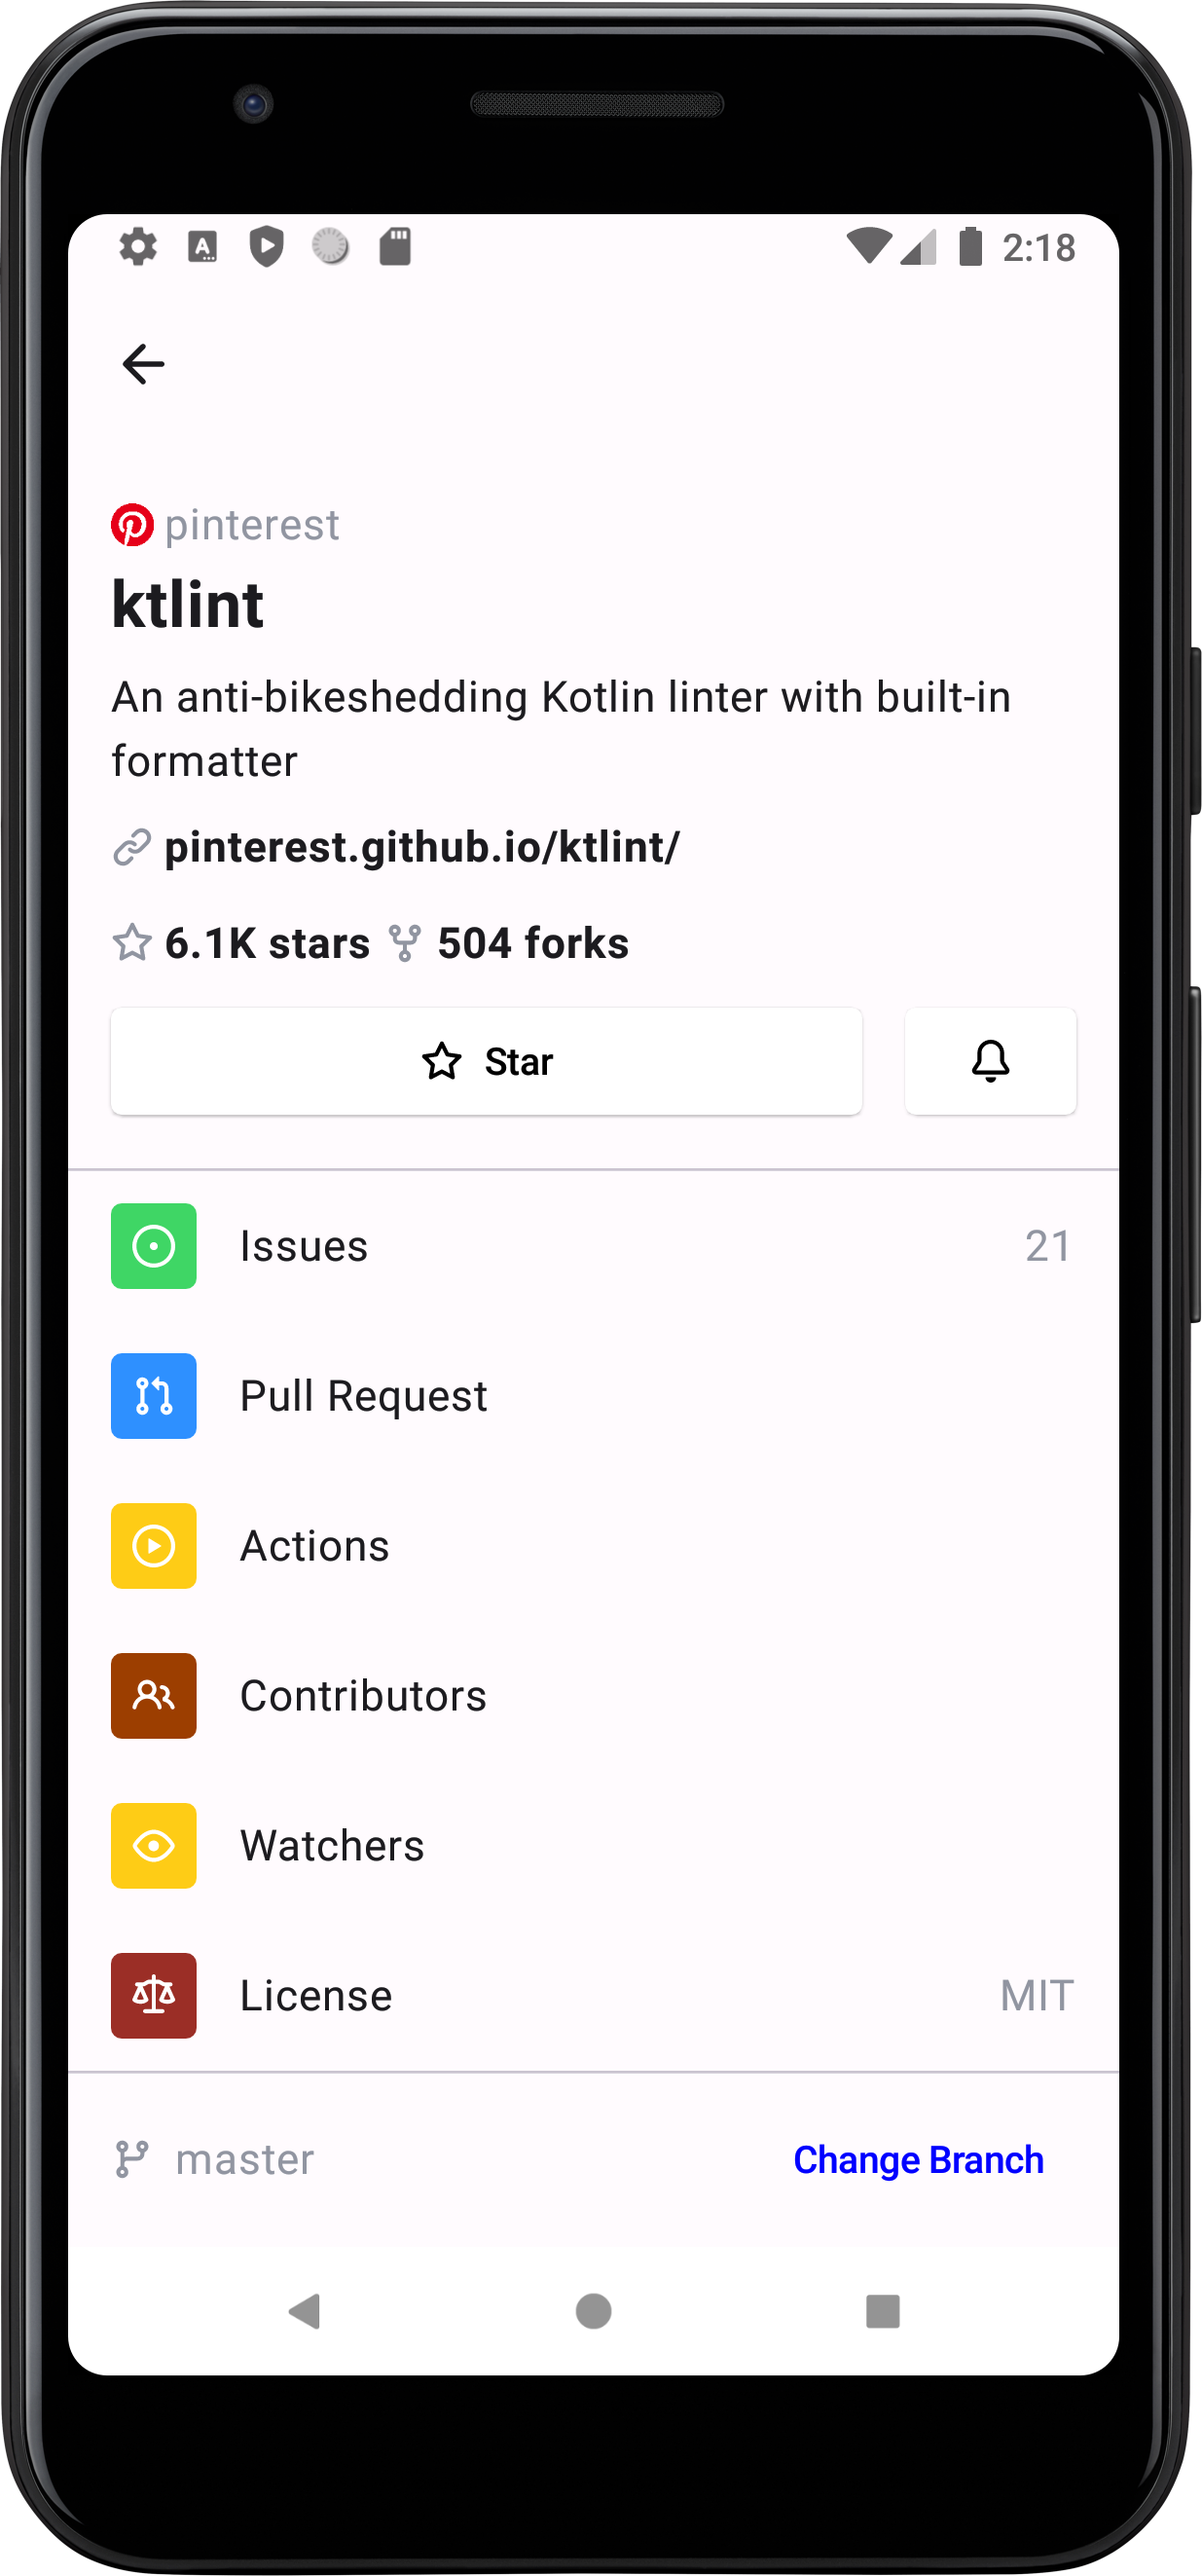 2:18
pinterest
ktlint
An anti-bikeshedding Kotlin linter with built-in
formatter
pinterest.github.io/ktlint/
6.1K stars 504 forks
Star
Issues 21
Pull Request
Actions
Contributors
Watchers
License MIT
master Change Branch